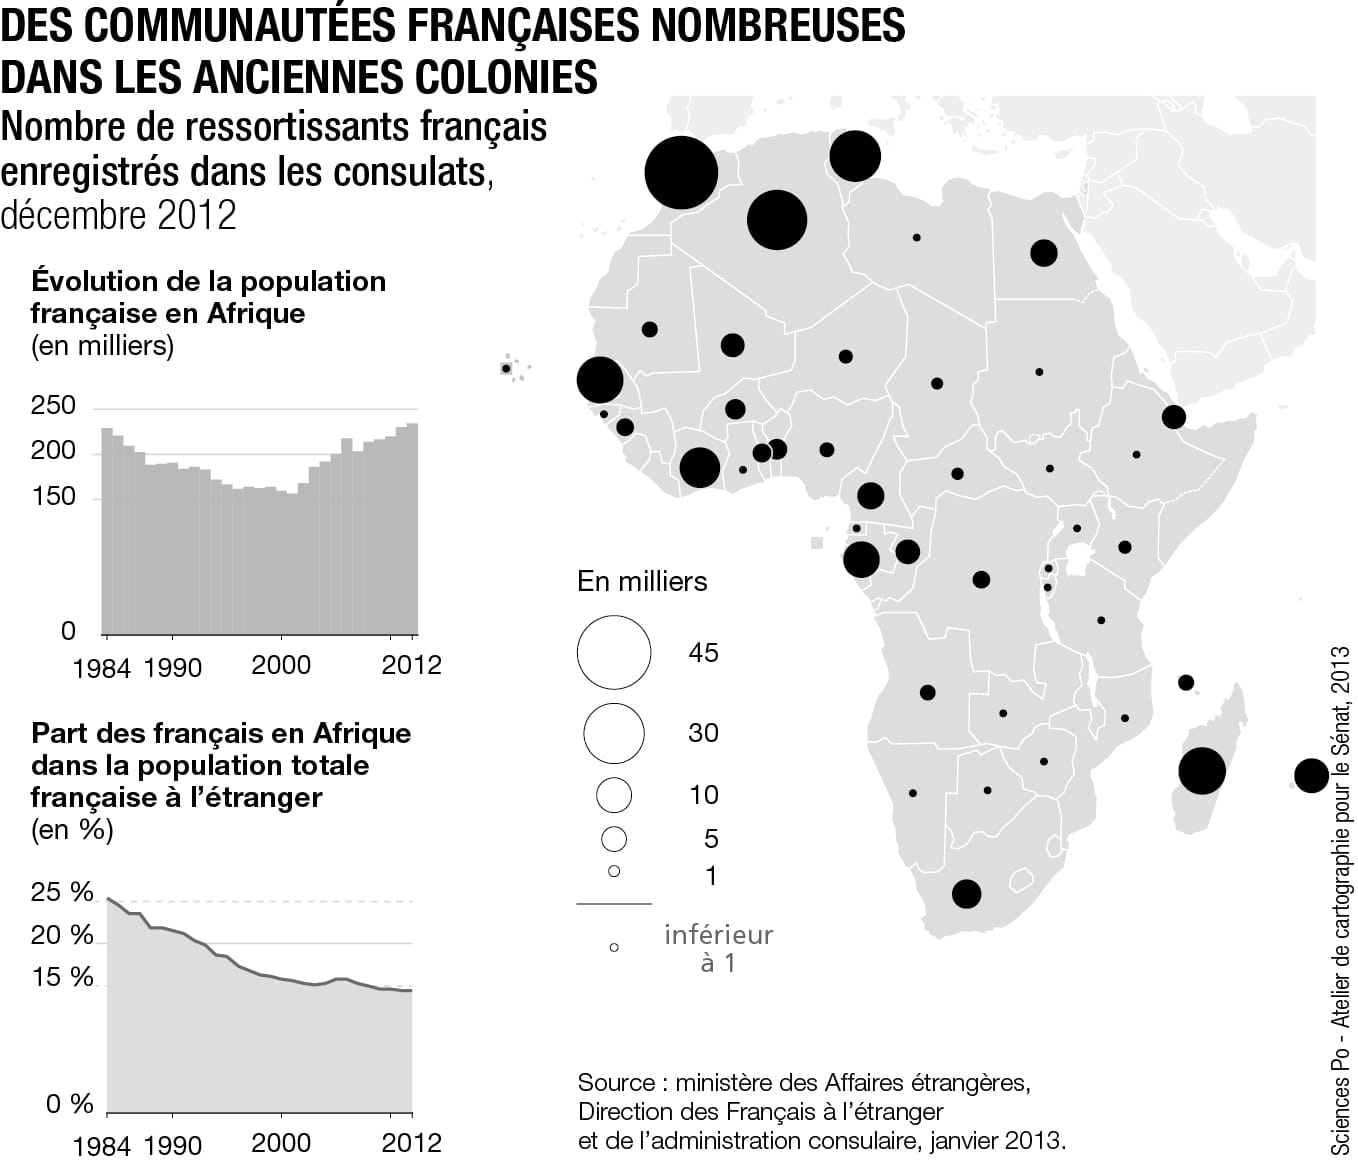 DES COMMUNAUTÉES FRANÇAISES NOMBREUSES
DANS LES ANCIENNES COLONIES
Nombre de ressortissants français
enregistrés dans les consulats,
décembre 2012
Évolution de la population
française en Afrique
(en milliers)
250
200
150
0
1984 1990 2000 2012
Part des français en Afrique
dans la population totale
française à l'étranger
(en %)
25 %
20 %
15 %
0 %
1984 1990 2000 2012
En milliers
45
30
10
5
1
inférieur
à 1
Source : ministère des Affaires étrangères,
Direction des Français à l'étranger
et de l'administration consulaire, janvier 2013.
Sciences Po - Atelier de cartographie pour le Sénat, 2013